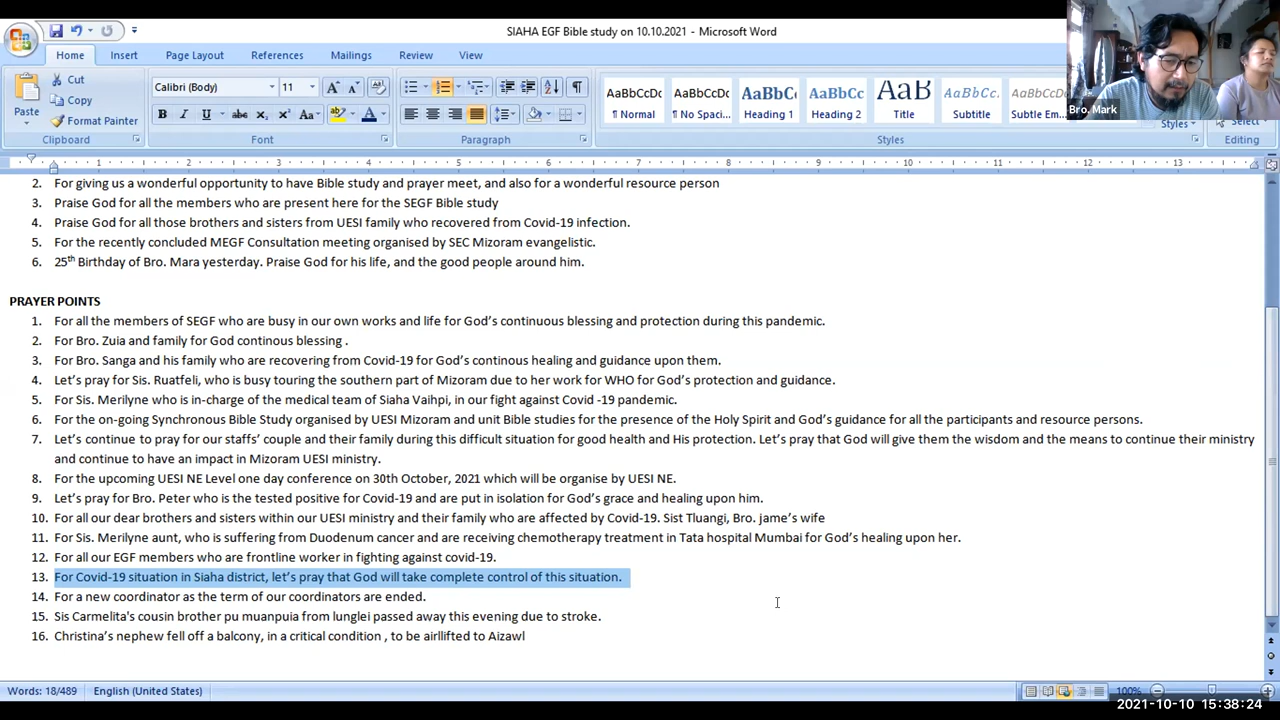 SIAHA EGF Bible study on 10.10.2021 - Microsoft Word
Home Insert Page Layout References Mailings Review View
Paste
Cut
Copy
Format Painter
Clipboard
Calibri (Body) 11
B I U abe x₂ x² Aa
Font
Paragraph
AaBbCcDc AaBbCcDc AaBbCc AaBbCc AaB AaBbCc. AaBbCcDc
¶ Normal ¶ No Spaci... Heading 1 Heading 2 Title Subtitle Subtle Em...
Styles
Styles
Select
Editing
Bro. Mark
1 2 3 4 5 6 7 8 9 10 11 12 13
2. For giving us a wonderful opportunity to have Bible study and prayer meet, and also for a wonderful resource person
3. Praise God for all the members who are present here for the SEGF Bible study
4. Praise God for all those brothers and sisters from UESI family who recovered from Covid-19 infection.
5. For the recently concluded MEGF Consultation meeting organised by SEC Mizoram evangelistic.
6. 25th Birthday of Bro. Mara yesterday. Praise God for his life, and the good people around him.
PRAYER POINTS
1. For all the members of SEGF who are busy in our own works and life for God's continuous blessing and protection during this pandemic.
2. For Bro. Zuia and family for God continous blessing .
3. For Bro. Sanga and his family who are recovering from Covid-19 for God's continous healing and guidance upon them.
4. Let's pray for Sis. Ruatfeli, who is busy touring the southern part of Mizoram due to her work for WHO for God's protection and guidance.
5. For Sis. Merilyne who is in-charge of the medical team of Siaha Vaihpi, in our fight against Covid -19 pandemic.
6. For the on-going Synchronous Bible Study organised by UESI Mizoram and unit Bible studies for the presence of the Holy Spirit and God's guidance for all the participants and resource persons.
7. Let's continue to pray for our staffs' couple and their family during this difficult situation for good health and His protection. Let's pray that God will give them the wisdom and the means to continue their ministry
and continue to have an impact in Mizoram UESI ministry.
8. For the upcoming UESI NE Level one day conference on 30th October, 2021 which will be organise by UESI NE.
9. Let's pray for Bro. Peter who is the tested positive for Covid-19 and are put in isolation for God's grace and healing upon him.
10. For all our dear brothers and sisters within our UESI ministry and their family who are affected by Covid-19. Sist Tluangi, Bro. jame's wife
11. For Sis. Merilyne aunt, who is suffering from Duodenum cancer and are receiving chemotherapy treatment in Tata hospital Mumbai for God's healing upon her.
12. For all our EGF members who are frontline worker in fighting against covid-19.
13. For Covid-19 situation in Siaha district, let's pray that God will take complete control of this situation.
14. For a new coordinator as the term of our coordinators are ended.
15. Sis Carmelita's cousin brother pu muanpuia from lunglei passed away this evening due to stroke.
16. Christina's nephew fell off a balcony, in a critical condition , to be airllifted to Aizawl
Words: 18/489 English (United States) 100%
2021-10-10 15:38:24